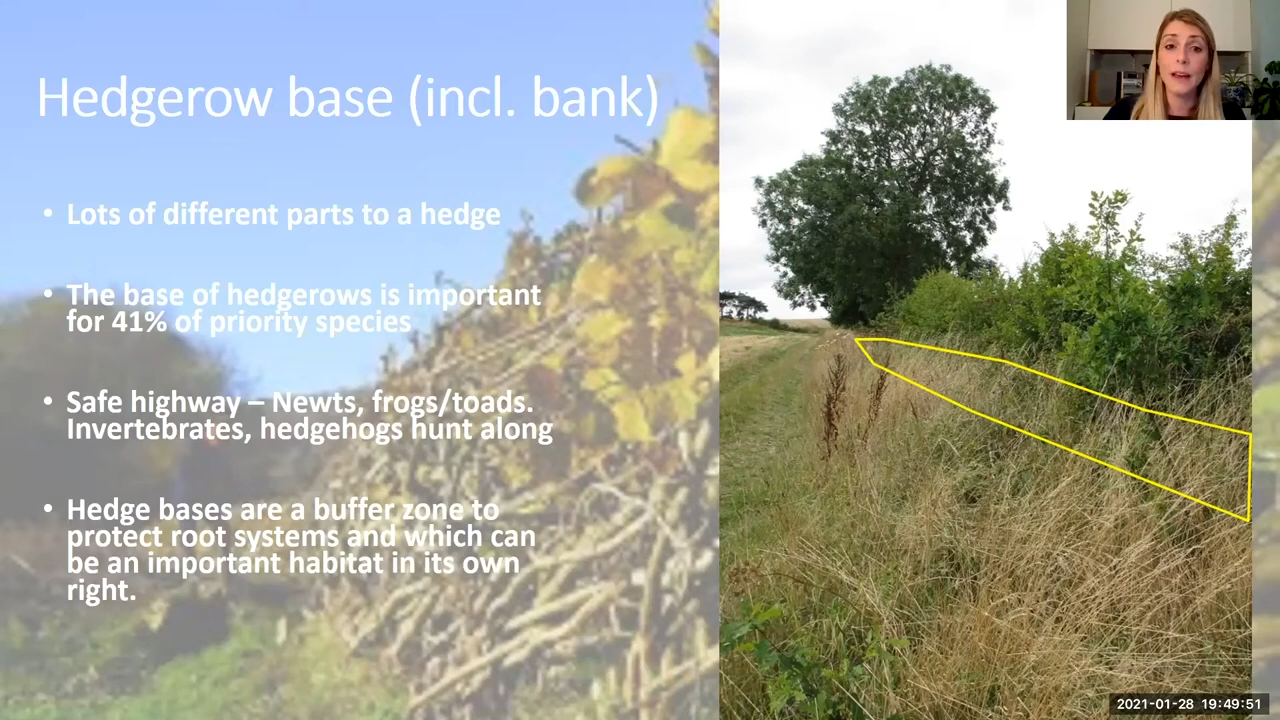 Hedgerow base (incl. bank)
• Lots of different parts to a hedge
• The base of hedgerows is important
for 41% of priority species
• Safe highway – Newts, frogs/toads.
Invertebrates, hedgehogs hunt along
• Hedge bases are a buffer zone to
protect root systems and which can
be an important habitat in its own
right.
2021-01-28 19:49:51